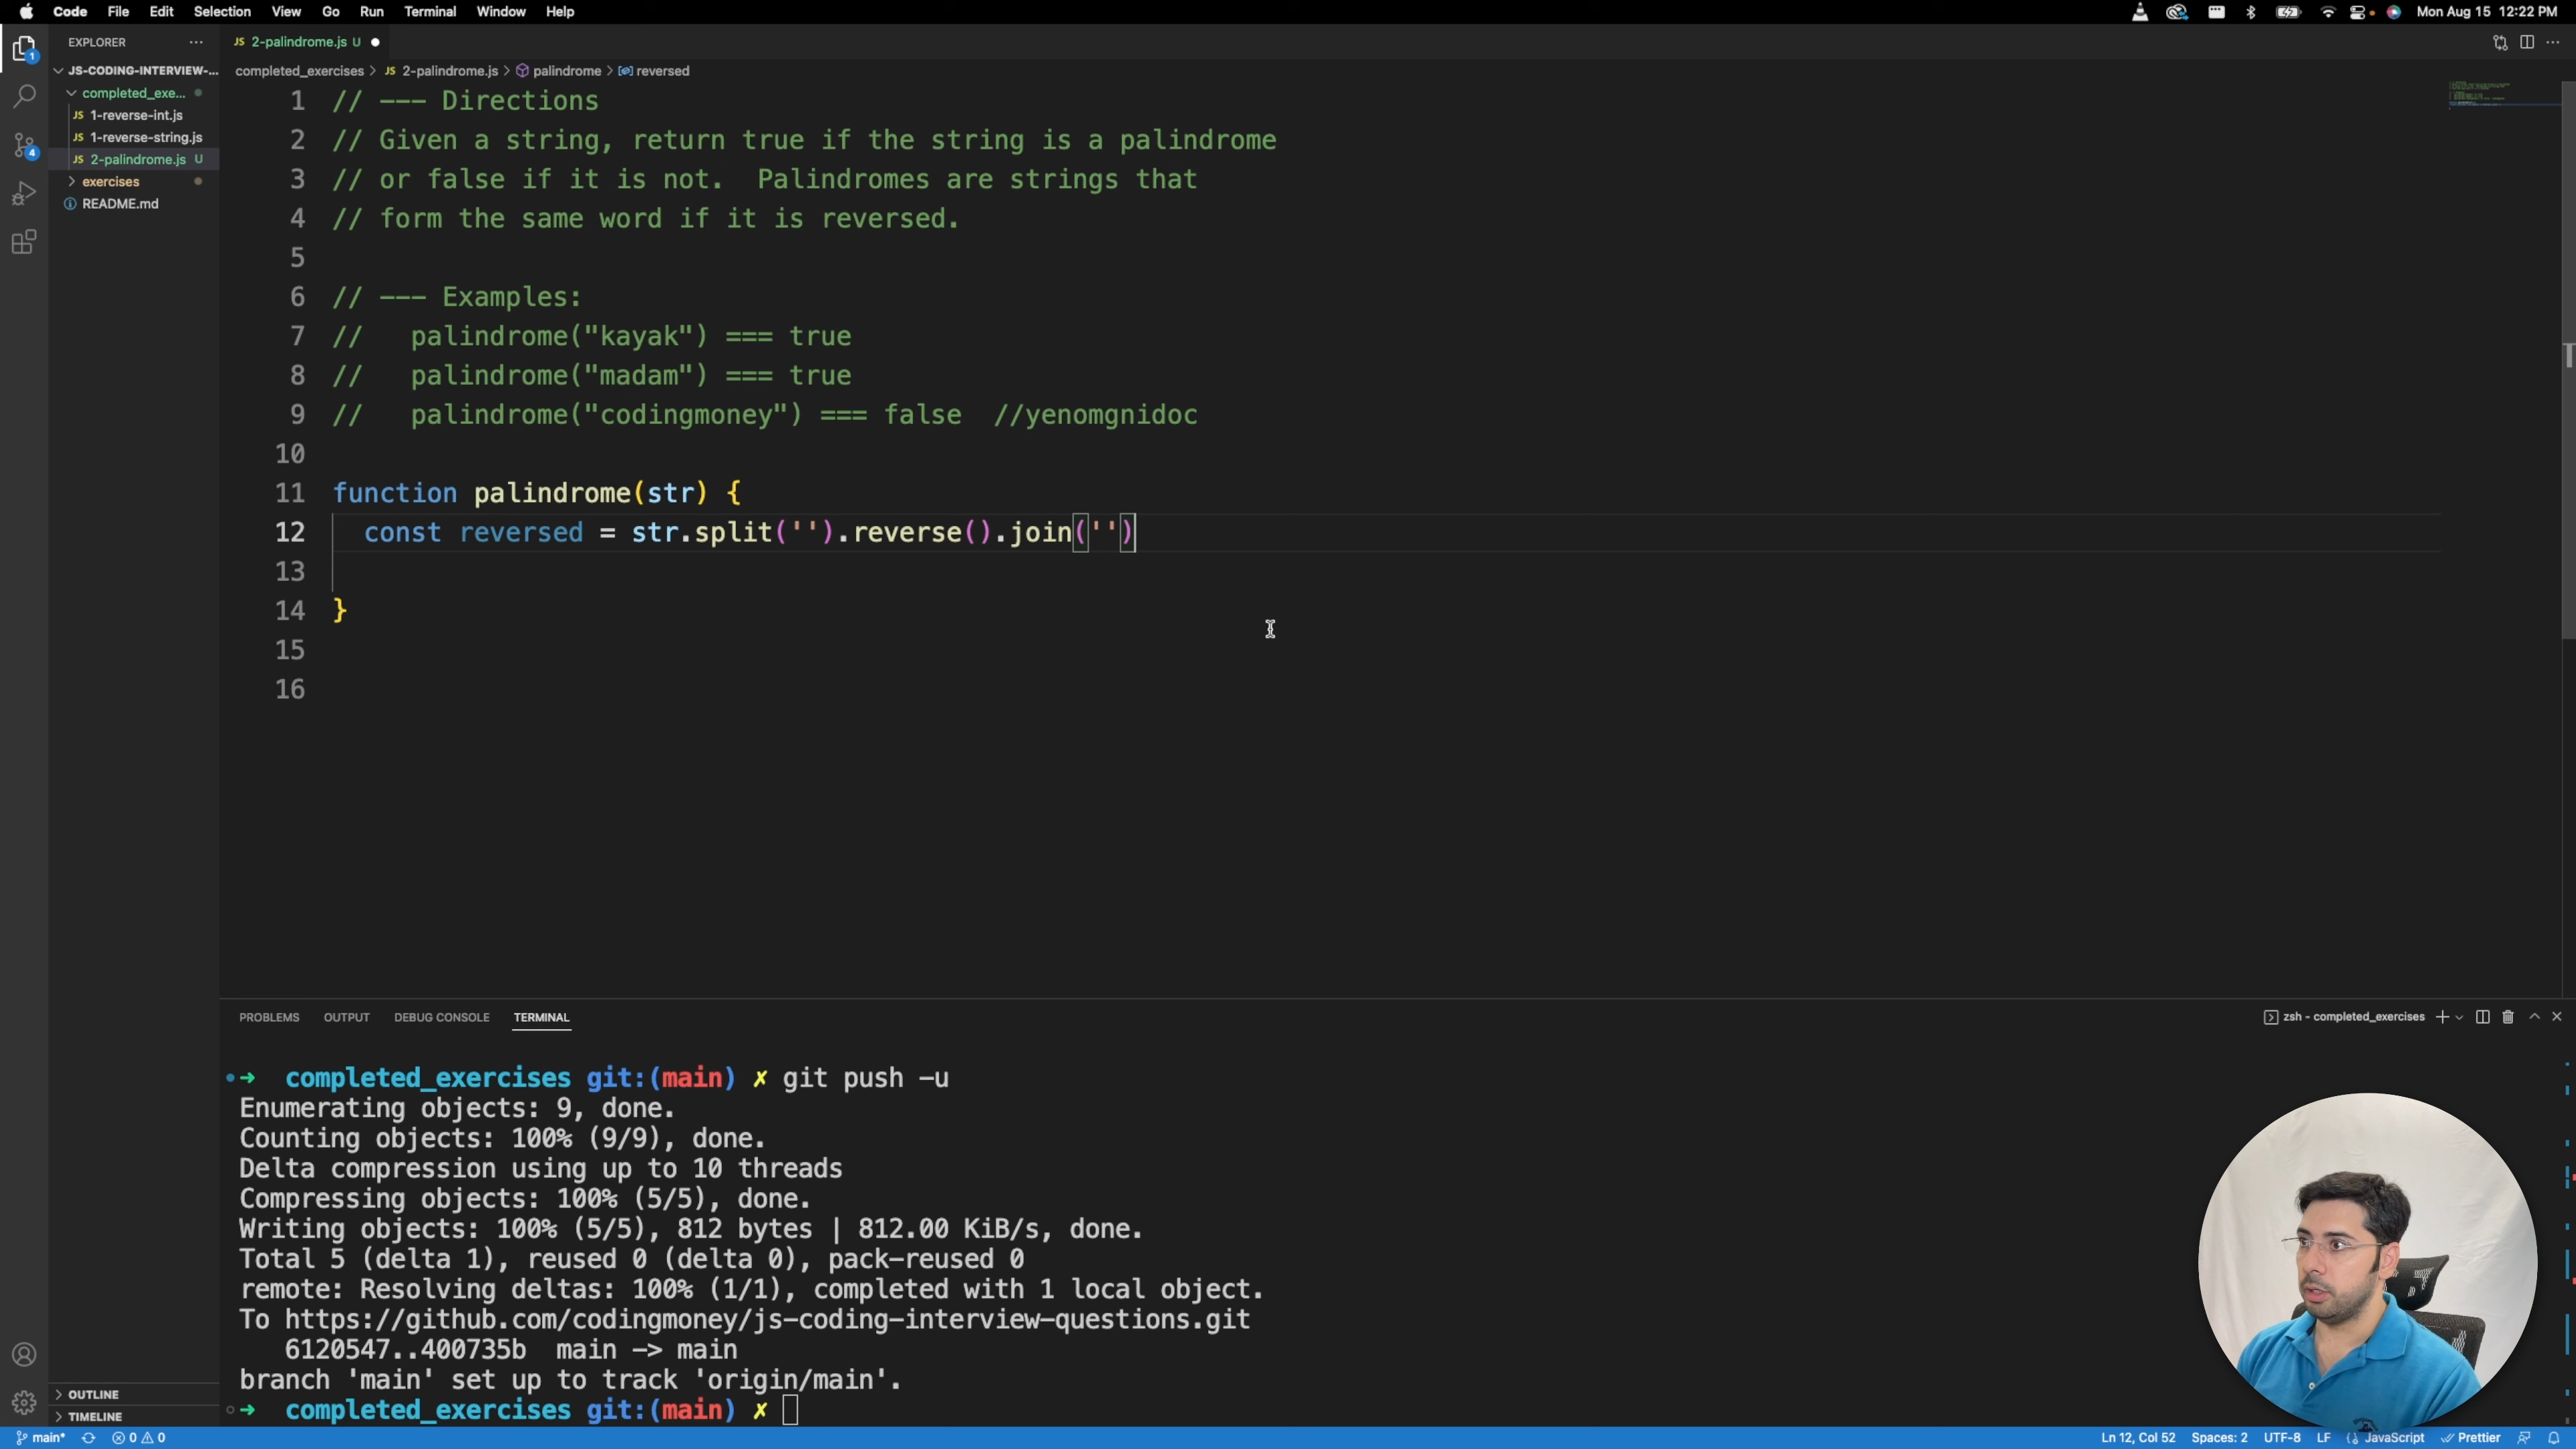 Code File Edit Selection View Go Run Terminal Window Help
Mon Aug 15 12:22 PM
EXPLORER
JS-CODING-INTERVIEW-...
completed_exe...
JS 1-reverse-int.js
JS 1-reverse-string.js
JS 2-palindrome.js U
exercises
README.md
OUTLINE
TIMELINE
1
4
JS 2-palindrome.js U
completed_exercises > JS 2-palindrome.js > palindrome > reversed
1 // --- Directions
2 // Given a string, return true if the string is a palindrome
3 // or false if it is not.  Palindromes are strings that
4 // form the same word if it is reversed.
5
6 // --- Examples:
7 //   palindrome("kayak") === true
8 //   palindrome("madam") === true
9 //   palindrome("codingmoney") === false  //yenomgnidoc
10
11 function palindrome(str) {
12   const reversed = str.split('').reverse().join('')
13
14 }
15
16
PROBLEMS OUTPUT DEBUG CONSOLE TERMINAL
zsh - completed_exercises
➜ completed_exercises git:(main) ✗ git push -u
Enumerating objects: 9, done.
Counting objects: 100% (9/9), done.
Delta compression using up to 10 threads
Compressing objects: 100% (5/5), done.
Writing objects: 100% (5/5), 812 bytes | 812.00 KiB/s, done.
Total 5 (delta 1), reused 0 (delta 0), pack-reused 0
remote: Resolving deltas: 100% (1/1), completed with 1 local object.
To https://github.com/codingmoney/js-coding-interview-questions.git
   6120547..400735b  main -> main
branch 'main' set up to track 'origin/main'.
➜ completed_exercises git:(main) ✗
main* 0 0
Ln 12, Col 52 Spaces: 2 UTF-8 LF JavaScript Prettier